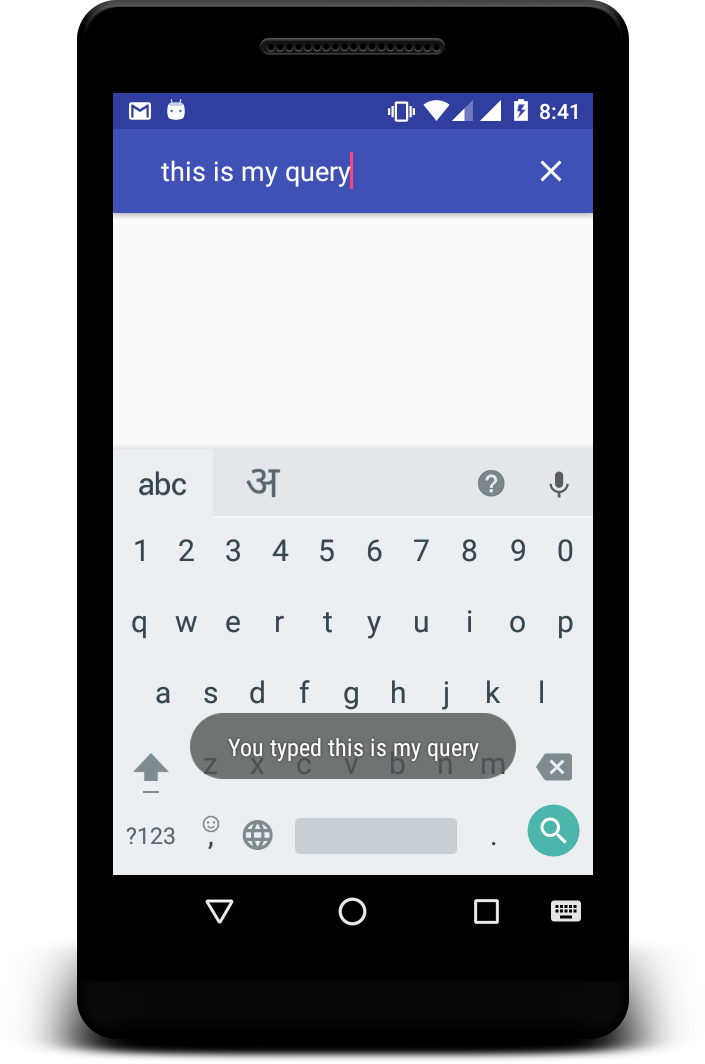 8:41
this is my query
abc अ
1 2 3 4 5 6 7 8 9 0
q w e r t y u i o p
a s d f g h j k l
You typed this is my query
z x c v b n m
?123 , .